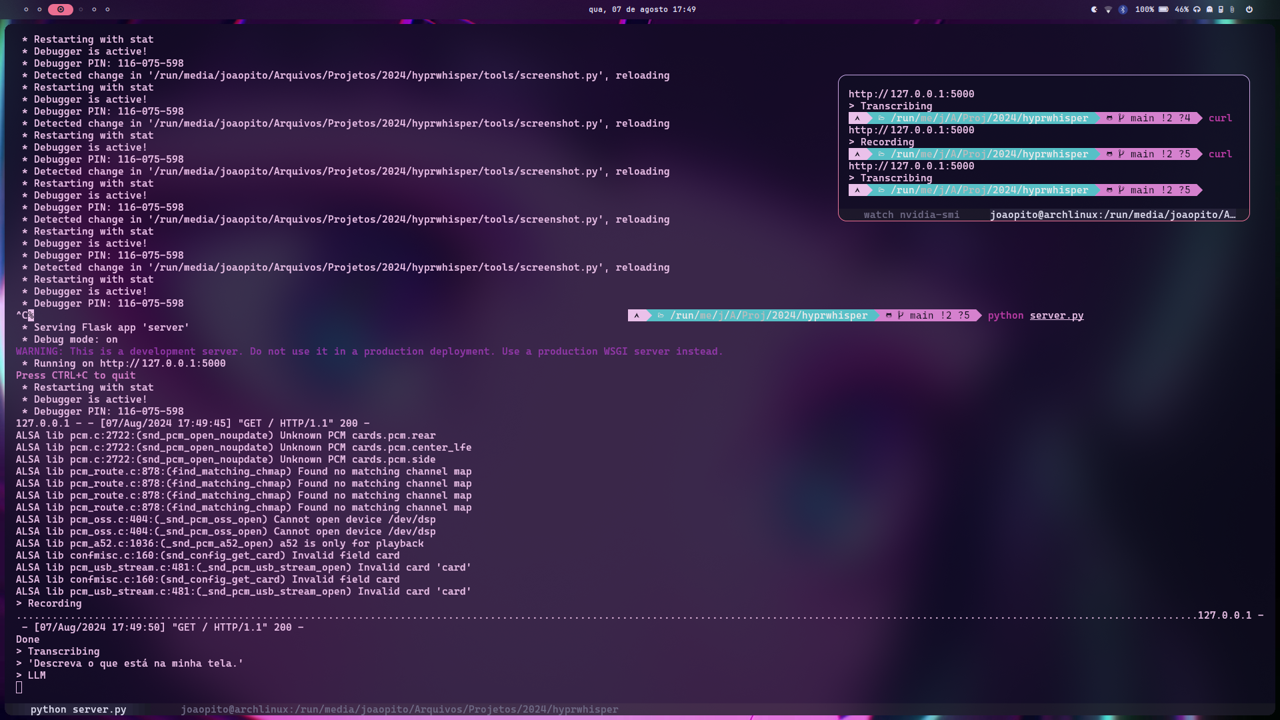 qua, 07 de agosto 17:49
100% 46%
* Restarting with stat
* Debugger is active!
* Debugger PIN: 116-075-598
* Detected change in '/run/media/joaopito/Arquivos/Projetos/2024/hyprwhisper/tools/screenshot.py', reloading
* Restarting with stat
* Debugger is active!
* Debugger PIN: 116-075-598
* Detected change in '/run/media/joaopito/Arquivos/Projetos/2024/hyprwhisper/tools/screenshot.py', reloading
* Restarting with stat
* Debugger is active!
* Debugger PIN: 116-075-598
* Detected change in '/run/media/joaopito/Arquivos/Projetos/2024/hyprwhisper/tools/screenshot.py', reloading
* Restarting with stat
* Debugger is active!
* Debugger PIN: 116-075-598
* Detected change in '/run/media/joaopito/Arquivos/Projetos/2024/hyprwhisper/tools/screenshot.py', reloading
* Restarting with stat
* Debugger is active!
* Debugger PIN: 116-075-598
* Detected change in '/run/media/joaopito/Arquivos/Projetos/2024/hyprwhisper/tools/screenshot.py', reloading
* Restarting with stat
* Debugger is active!
* Debugger PIN: 116-075-598
^C% /run/me/j/A/Proj/2024/hyprwhisper main !2 ?5 python server.py
* Serving Flask app 'server'
* Debug mode: on
WARNING: This is a development server. Do not use it in a production deployment. Use a production WSGI server instead.
* Running on http://127.0.0.1:5000
Press CTRL+C to quit
* Restarting with stat
* Debugger is active!
* Debugger PIN: 116-075-598
127.0.0.1 - - [07/Aug/2024 17:49:45] "GET / HTTP/1.1" 200 -
ALSA lib pcm.c:2722:(snd_pcm_open_noupdate) Unknown PCM cards.pcm.rear
ALSA lib pcm.c:2722:(snd_pcm_open_noupdate) Unknown PCM cards.pcm.center_lfe
ALSA lib pcm.c:2722:(snd_pcm_open_noupdate) Unknown PCM cards.pcm.side
ALSA lib pcm_route.c:878:(find_matching_chmap) Found no matching channel map
ALSA lib pcm_route.c:878:(find_matching_chmap) Found no matching channel map
ALSA lib pcm_route.c:878:(find_matching_chmap) Found no matching channel map
ALSA lib pcm_route.c:878:(find_matching_chmap) Found no matching channel map
ALSA lib pcm_oss.c:404:(_snd_pcm_oss_open) Cannot open device /dev/dsp
ALSA lib pcm_oss.c:404:(_snd_pcm_oss_open) Cannot open device /dev/dsp
ALSA lib pcm_a52.c:1036:(_snd_pcm_a52_open) a52 is only for playback
ALSA lib confmisc.c:160:(snd_config_get_card) Invalid field card
ALSA lib pcm_usb_stream.c:481:(_snd_pcm_usb_stream_open) Invalid card 'card'
ALSA lib confmisc.c:160:(snd_config_get_card) Invalid field card
ALSA lib pcm_usb_stream.c:481:(_snd_pcm_usb_stream_open) Invalid card 'card'
> Recording
....................................................................................................................................................................................................127.0.0.1 -
- [07/Aug/2024 17:49:50] "GET / HTTP/1.1" 200 -
Done
> Transcribing
> 'Descreva o que está na minha tela.'
> LLM
python server.py joaopito@archlinux:/run/media/joaopito/Arquivos/Projetos/2024/hyprwhisper
http://127.0.0.1:5000
> Transcribing
/run/me/j/A/Proj/2024/hyprwhisper main !2 ?4 curl
http://127.0.0.1:5000
> Recording
/run/me/j/A/Proj/2024/hyprwhisper main !2 ?5 curl
http://127.0.0.1:5000
> Transcribing
/run/me/j/A/Proj/2024/hyprwhisper main !2 ?5
watch nvidia-smi joaopito@archlinux:/run/media/joaopito/A…